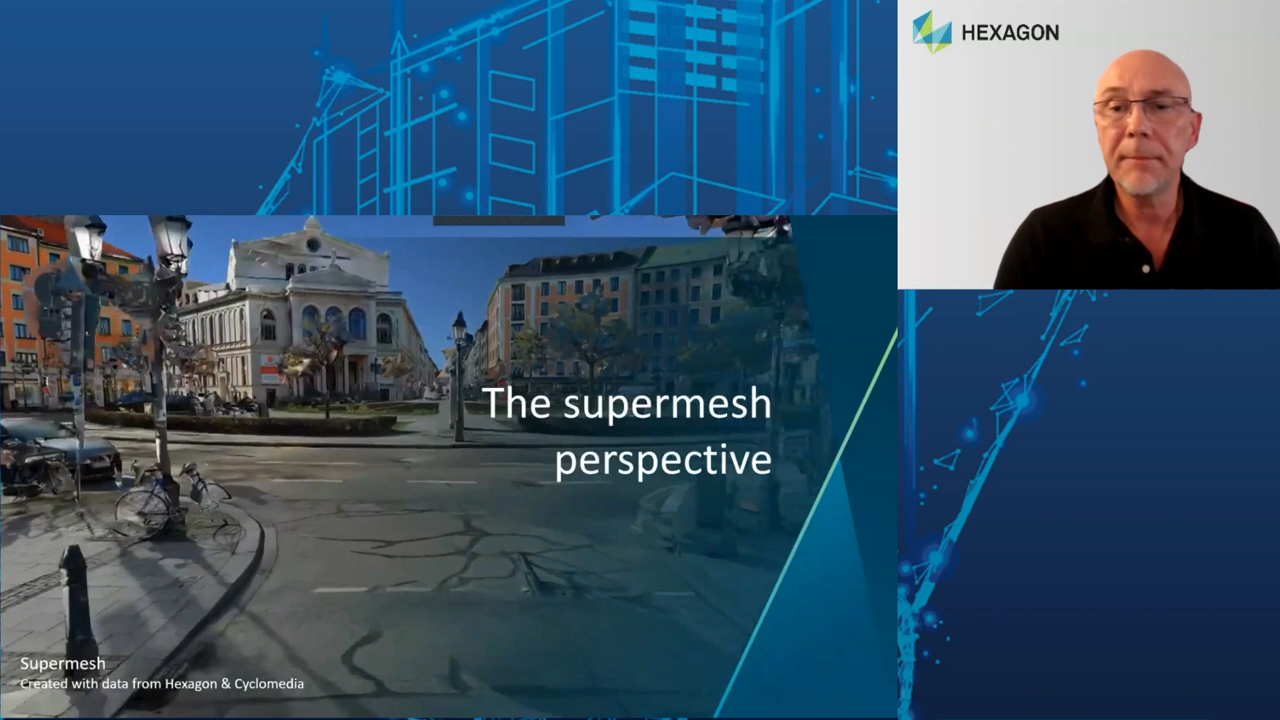 HEXAGON
The supermesh
perspective
Supermesh
Created with data from Hexagon & Cyclomedia